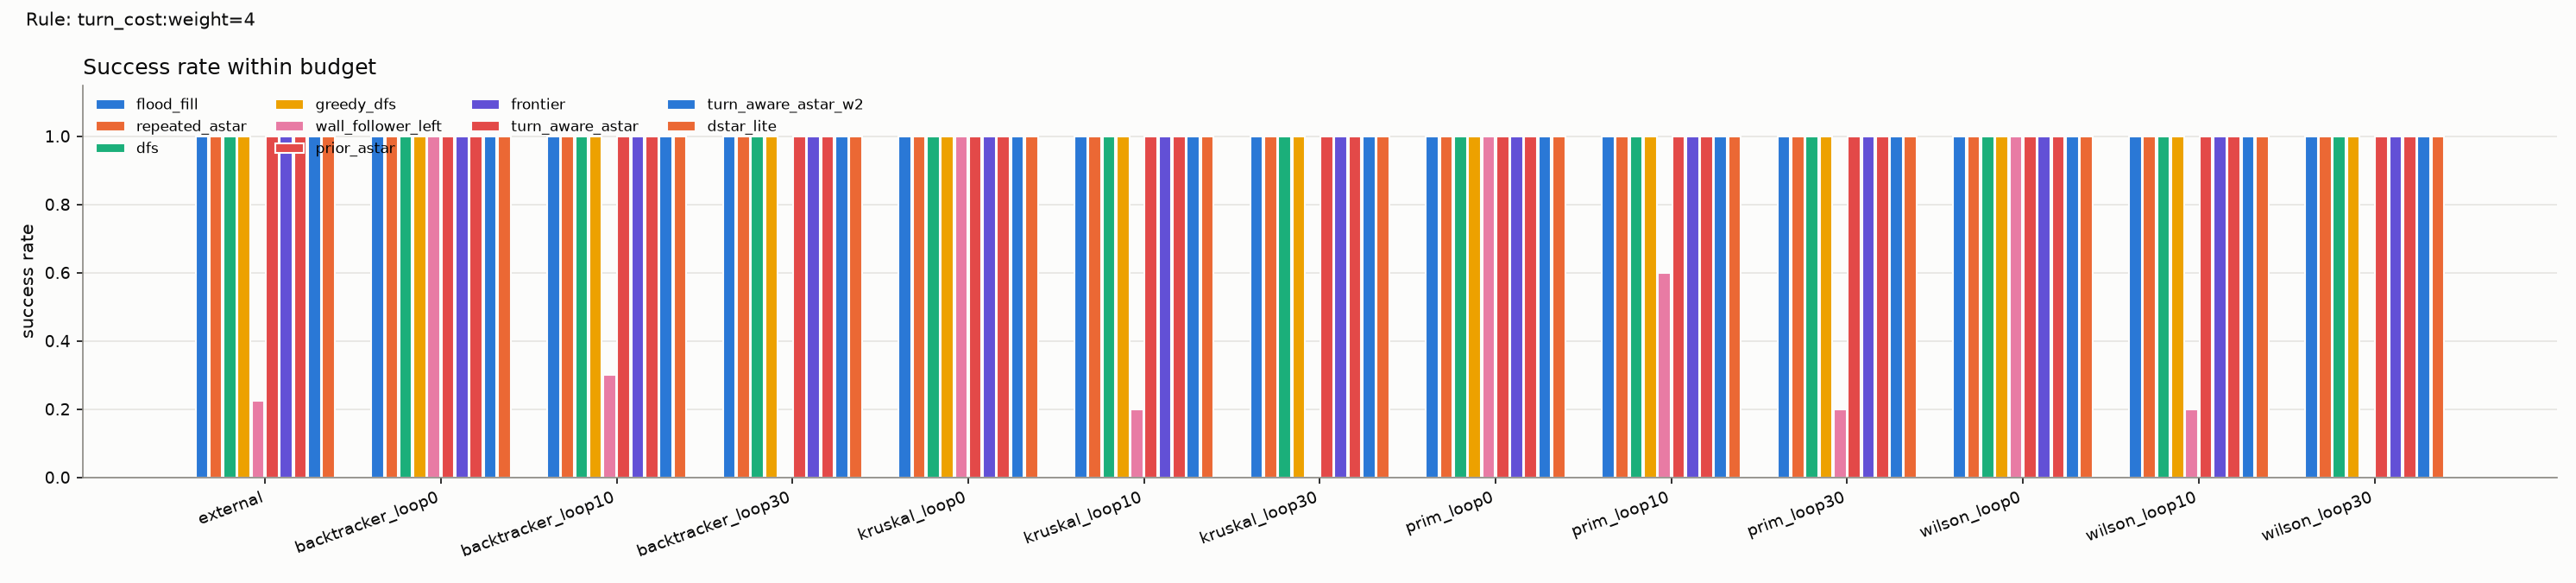 Rule: turn_cost:weight=4
Success rate within budget
flood_fill greedy_dfs frontier turn_aware_astar_w2
repeated_astar wall_follower_left turn_aware_astar dstar_lite
dfs prior_astar
success rate
1.0
0.8
0.6
0.4
0.2
0.0
external backtracker_loop0 backtracker_loop10 backtracker_loop30 kruskal_loop0 kruskal_loop10 kruskal_loop30 prim_loop0 prim_loop10 prim_loop30 wilson_loop0 wilson_loop10 wilson_loop30